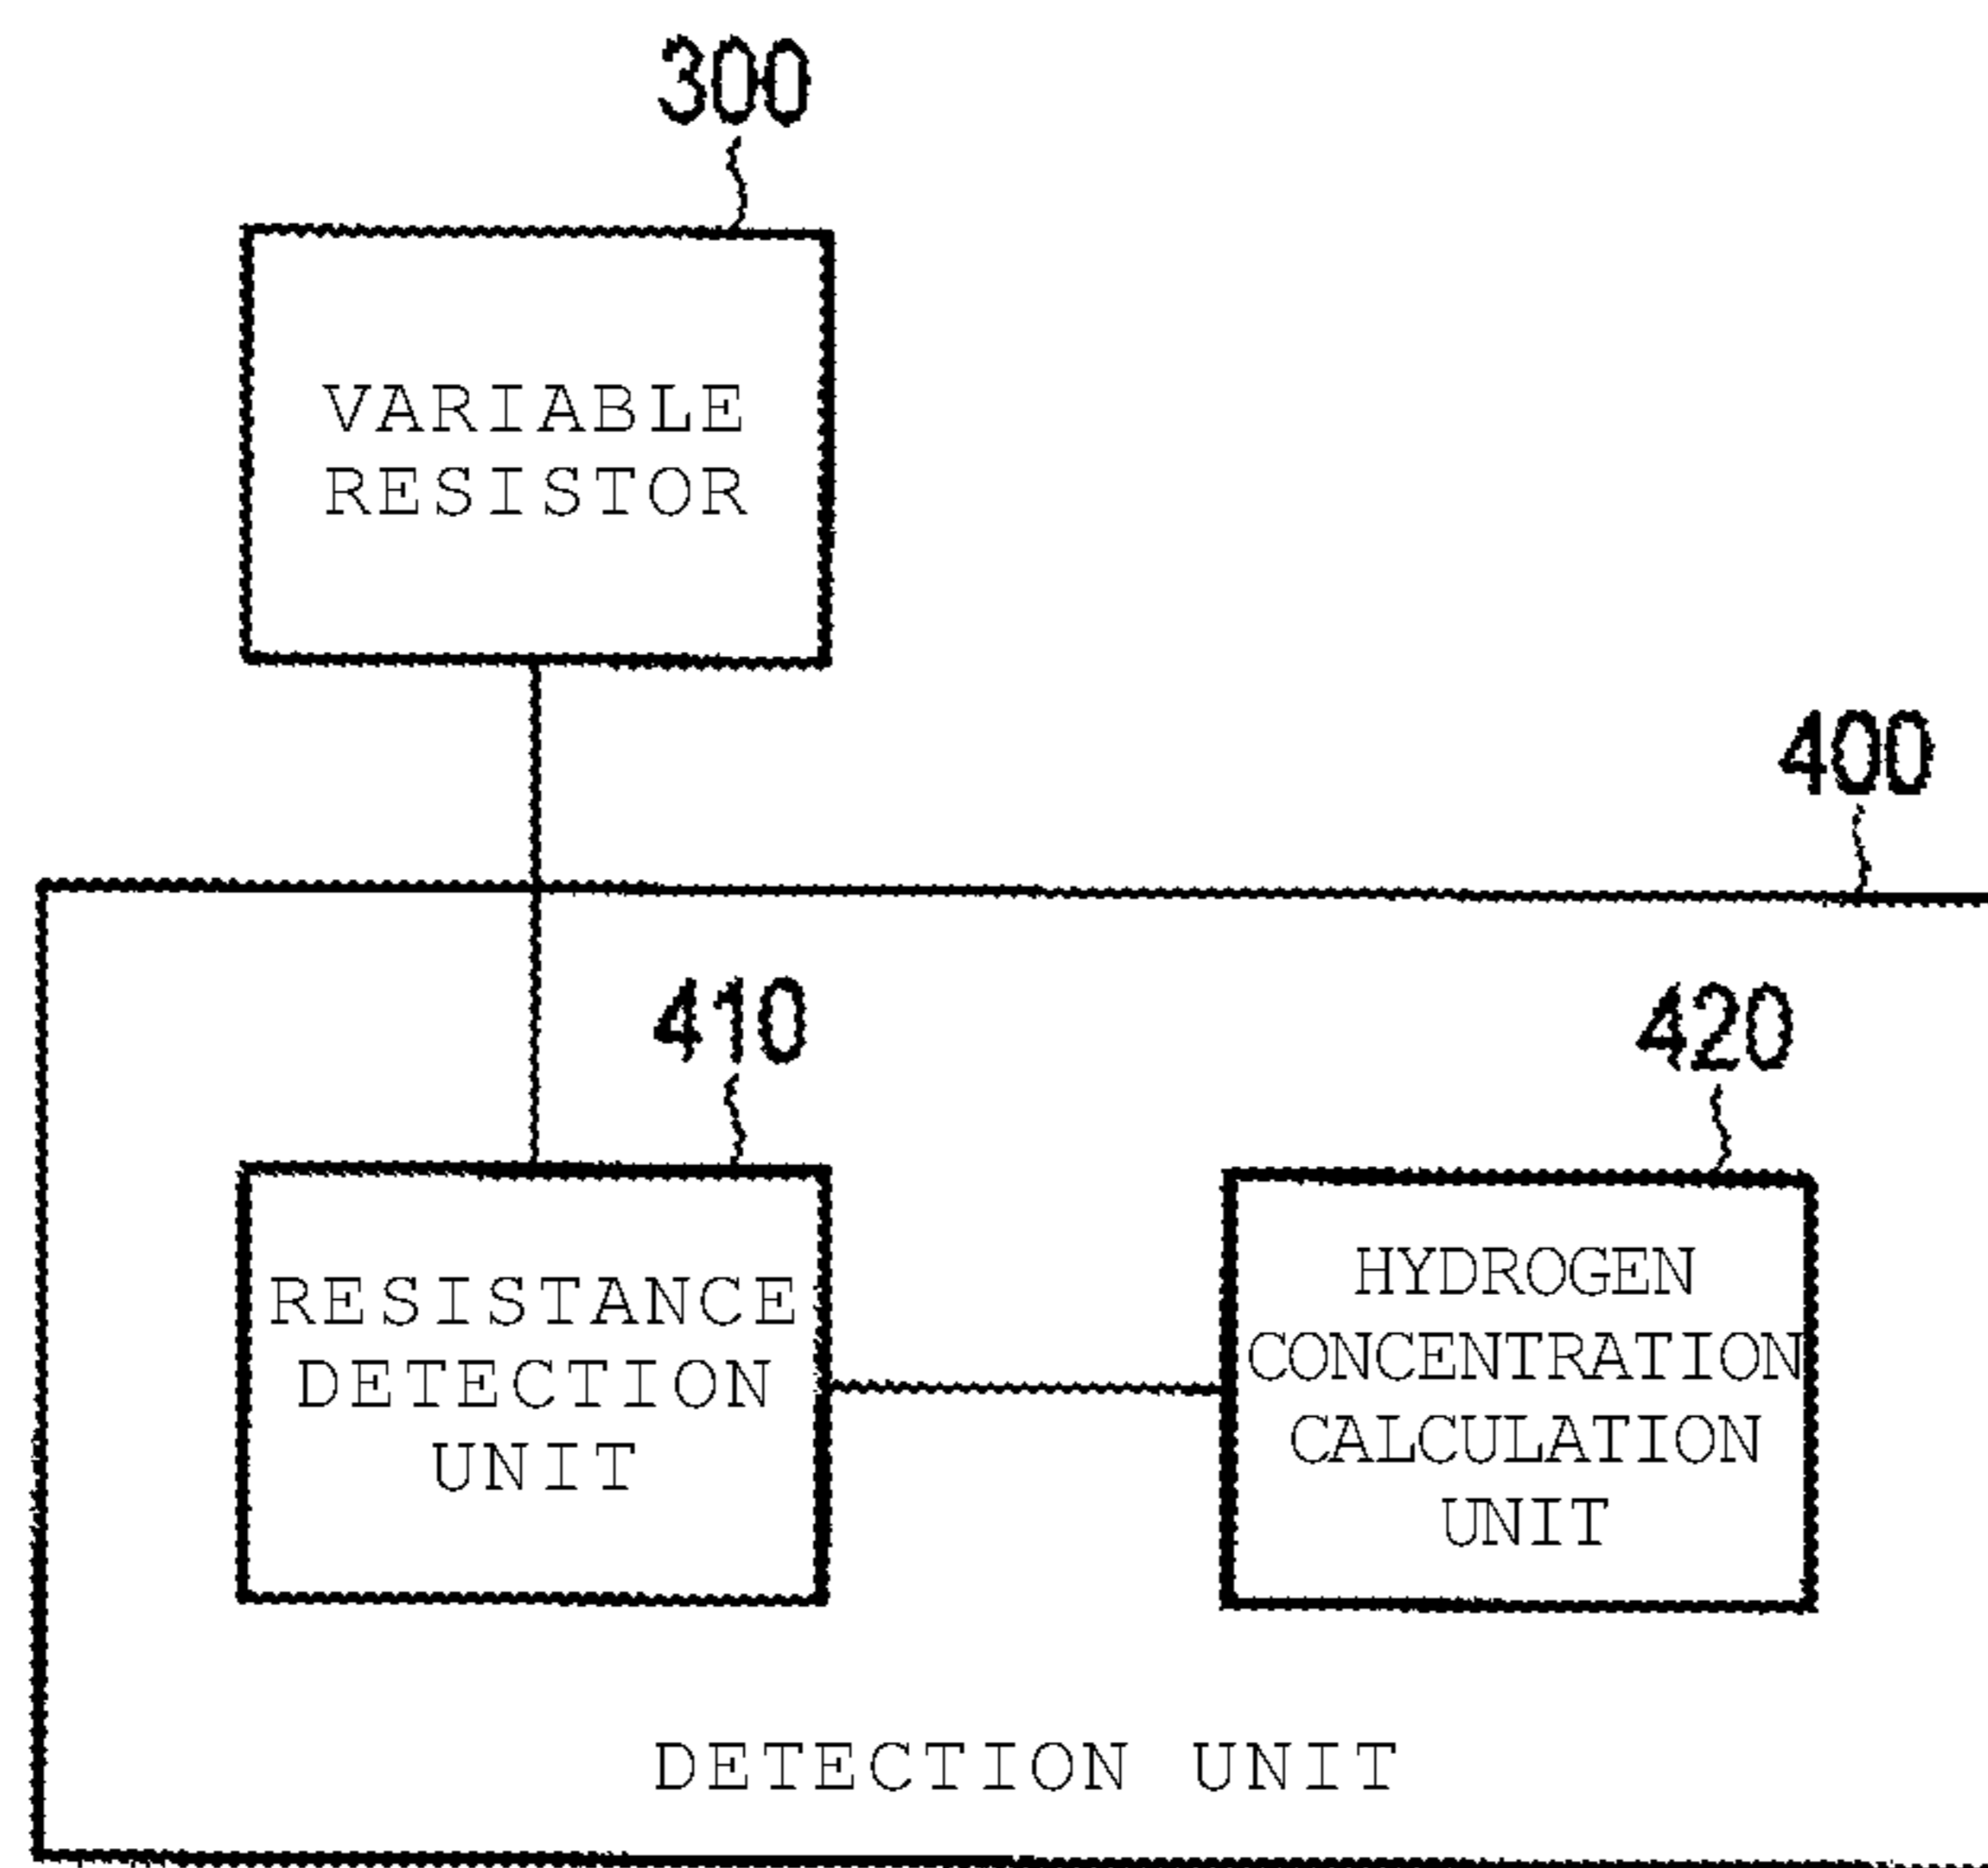 300
VARIABLE
RESISTOR
400
410
420
RESISTANCE
DETECTION
UNIT
HYDROGEN
CONCENTRATION
CALCULATION
UNIT
DETECTION UNIT